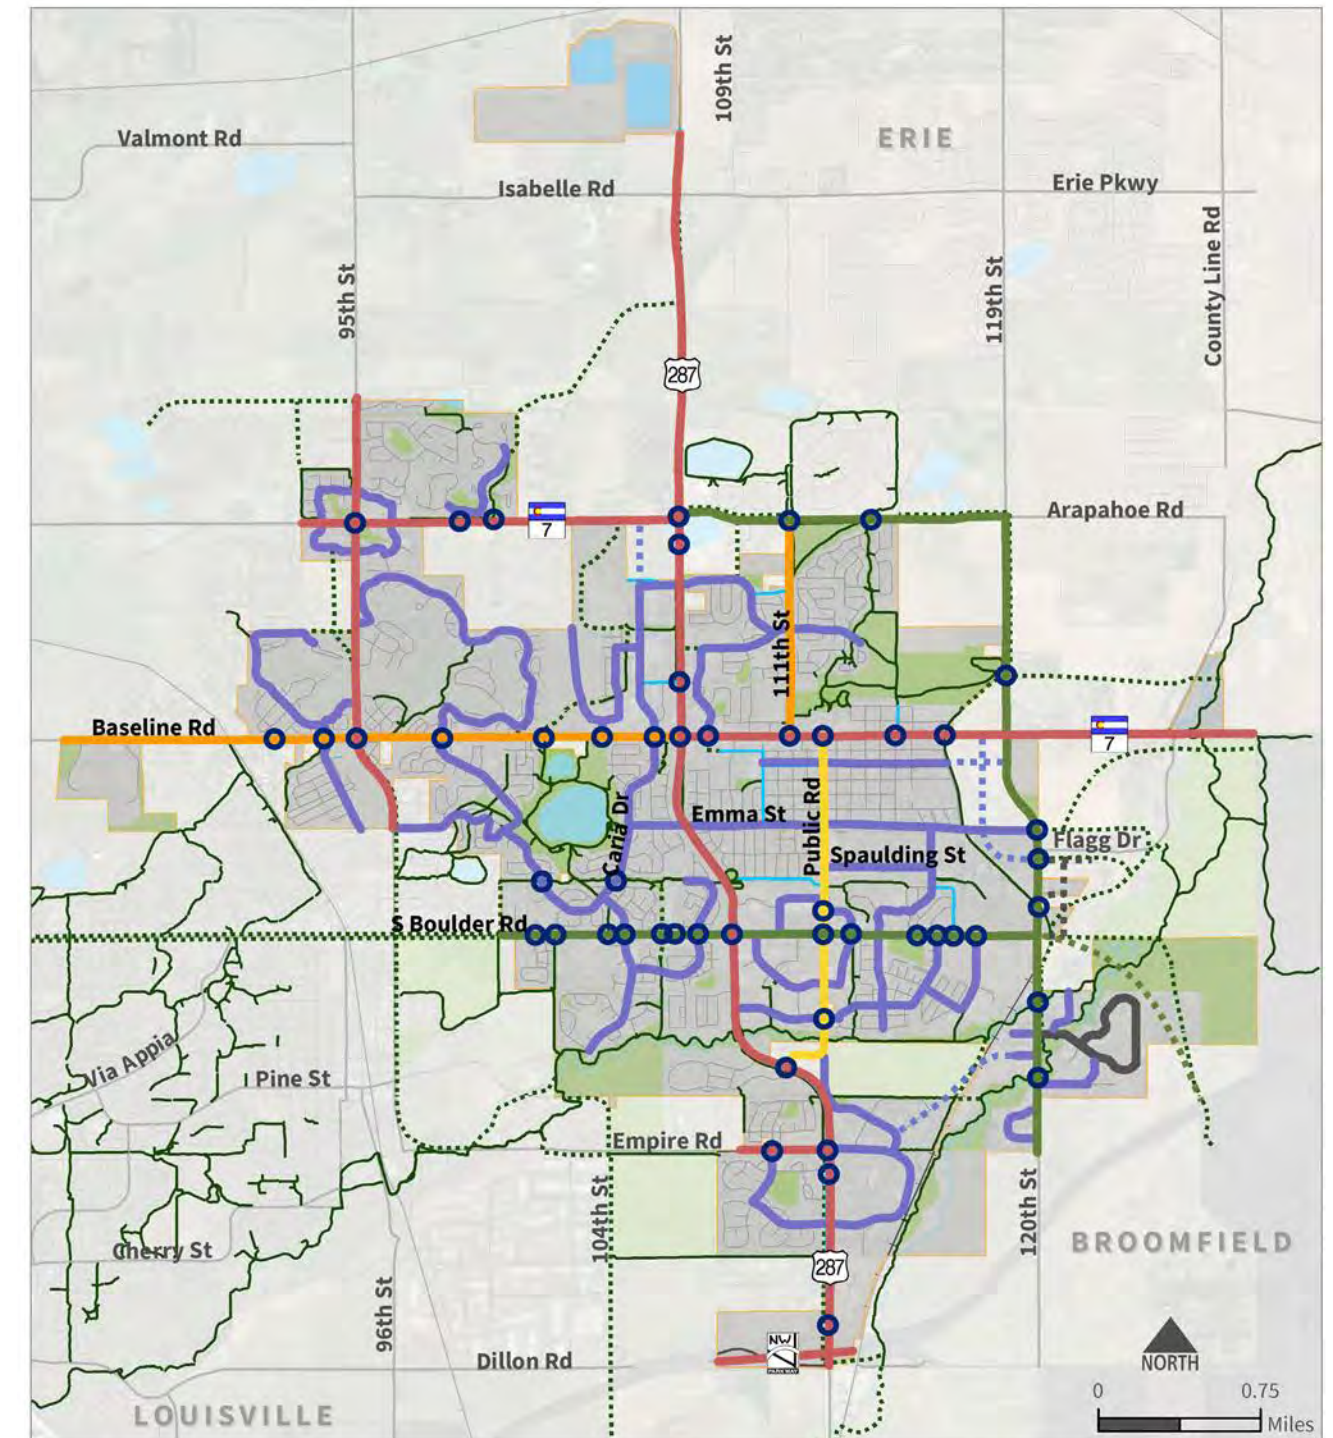 109th St
ERIE
Valmont Rd
Isabelle Rd
Erie Pkwy
County Line Rd
95th St
119th St
287
7
Arapahoe Rd
111th St
Baseline Rd
7
Public Rd
Caria Dr
Emma St
Flagg Dr
Spaulding St
S Boulder Rd
Via Appia
Pine St
Empire Rd
104th St
120th St
BROOMFIELD
Cherry St
287
96th St
NW
Dillon Rd
NORTH
0 0.75
Miles
LOUISVILLE